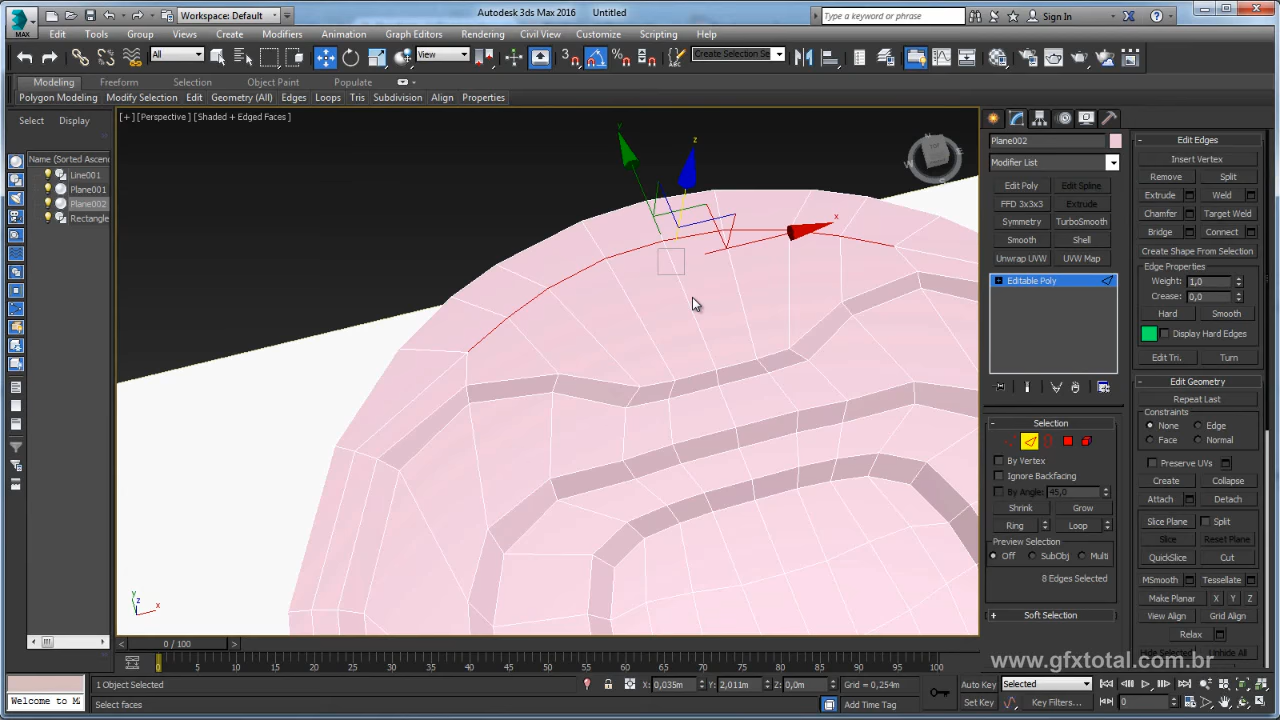 Workspace: Default
Autodesk 3ds Max 2016 Untitled
Type a keyword or phrase
Sign In
MAX
Edit Tools Group Views Create Modifiers Animation Graph Editors Rendering Civil View Customize Scripting Help
All
View
3
Create Selection Se
Modeling Freeform Selection Object Paint Populate
Polygon Modeling Modify Selection Edit Geometry (All) Edges Loops Tris Subdivision Align Properties
Select Display
Name (Sorted Ascen
Line001
Plane001
Plane002
Rectangle
[+] [Perspective] [Shaded + Edged Faces]
y
z
x
Plane002
Modifier List
Edit Poly Edit Spline
FFD 3x3x3 Extrude
Symmetry TurboSmooth
Smooth Shell
Unwrap UVW UVW Map
Editable Poly
Selection
By Vertex
Ignore Backfacing
By Angle: 45,0
Shrink Grow
Ring Loop
Preview Selection
Off SubObj Multi
8 Edges Selected
Soft Selection
Edit Edges
Insert Vertex
Remove Split
Extrude Weld
Chamfer Target Weld
Bridge Connect
Create Shape From Selection
Edge Properties
Weight: 1,0
Crease: 0,0
Hard Smooth
Display Hard Edges
Edit Tri. Turn
Edit Geometry
Repeat Last
Constraints
None Edge
Face Normal
Preserve UVs
Create Collapse
Attach Detach
Slice Plane Split
Slice Reset Plane
QuickSlice Cut
MSmooth Tessellate
Make Planar X Y Z
View Align Grid Align
Relax
Hide Selected Unhide All
www.gfxtotal.com.br
0 / 100
0 5 10 15 20 25 30 35 40 45 50 55 60 65 70 75 80 85 90 95 100
Welcome to M
1 Object Selected
X: 0,035m Y: 2,011m Z: 0,0m Grid = 0,254m
Auto Key Selected
Select faces
Add Time Tag
Set Key Key Filters...
0